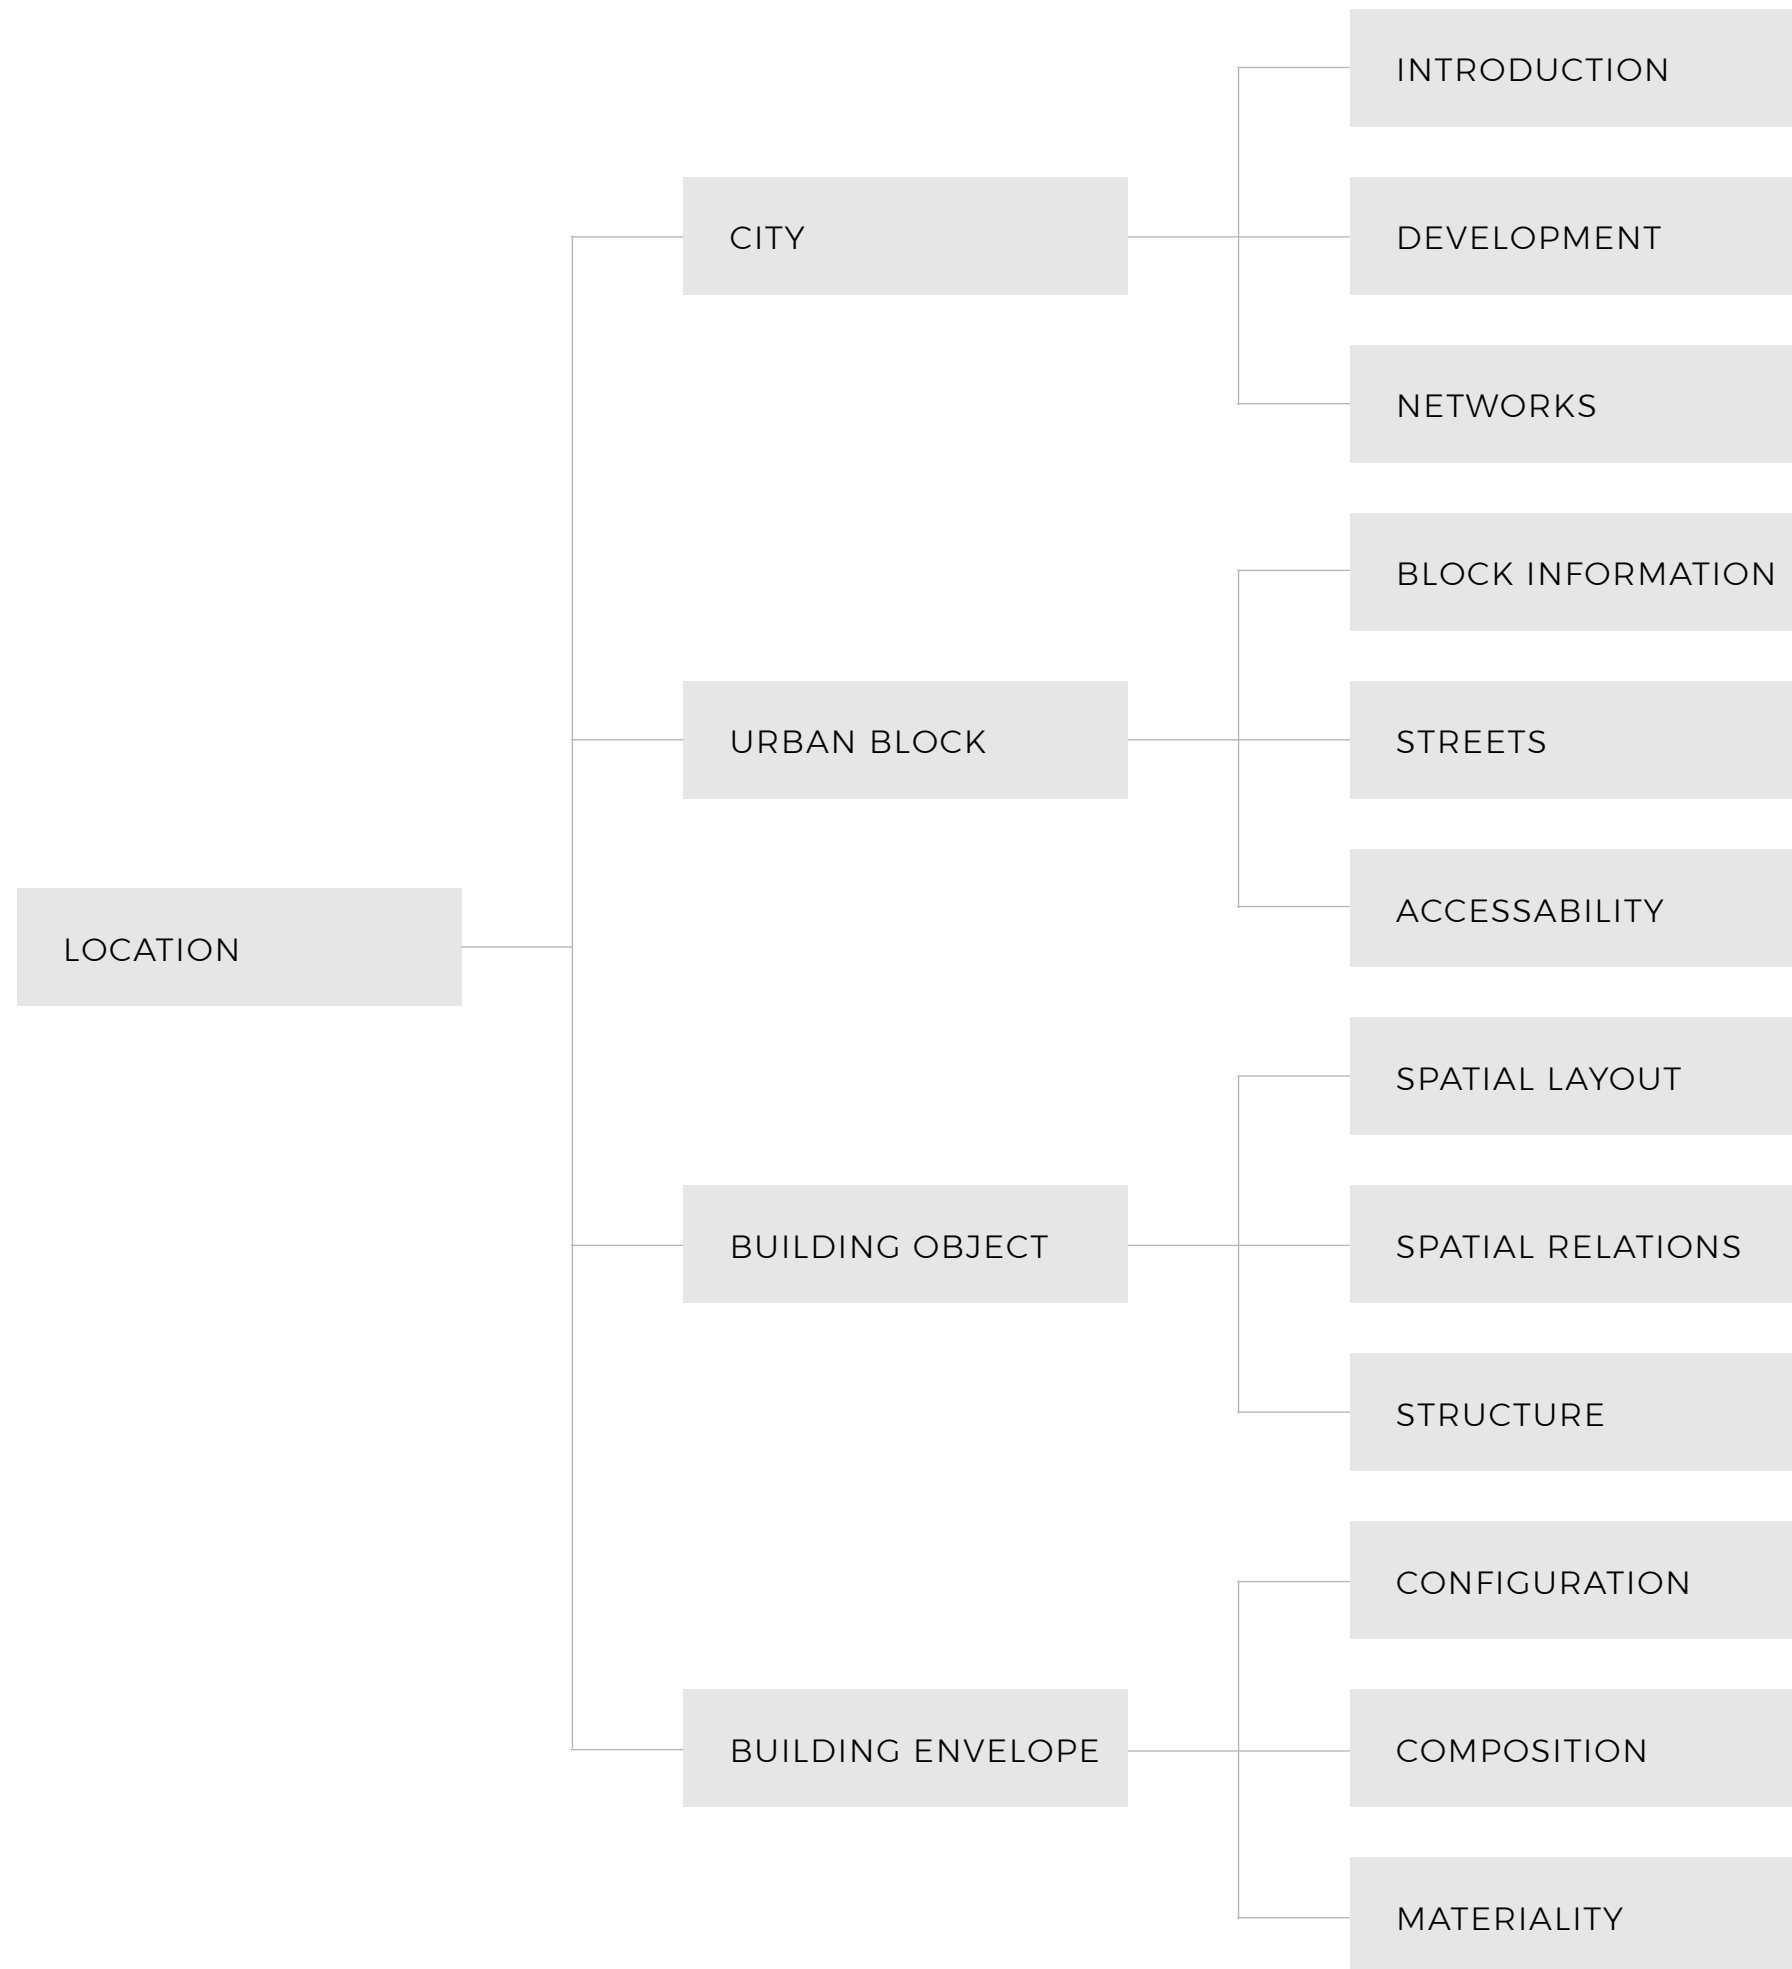 LOCATION
CITY
INTRODUCTION
DEVELOPMENT
NETWORKS
URBAN BLOCK
BLOCK INFORMATION
STREETS
ACCESSABILITY
BUILDING OBJECT
SPATIAL LAYOUT
SPATIAL RELATIONS
STRUCTURE
BUILDING ENVELOPE
CONFIGURATION
COMPOSITION
MATERIALITY